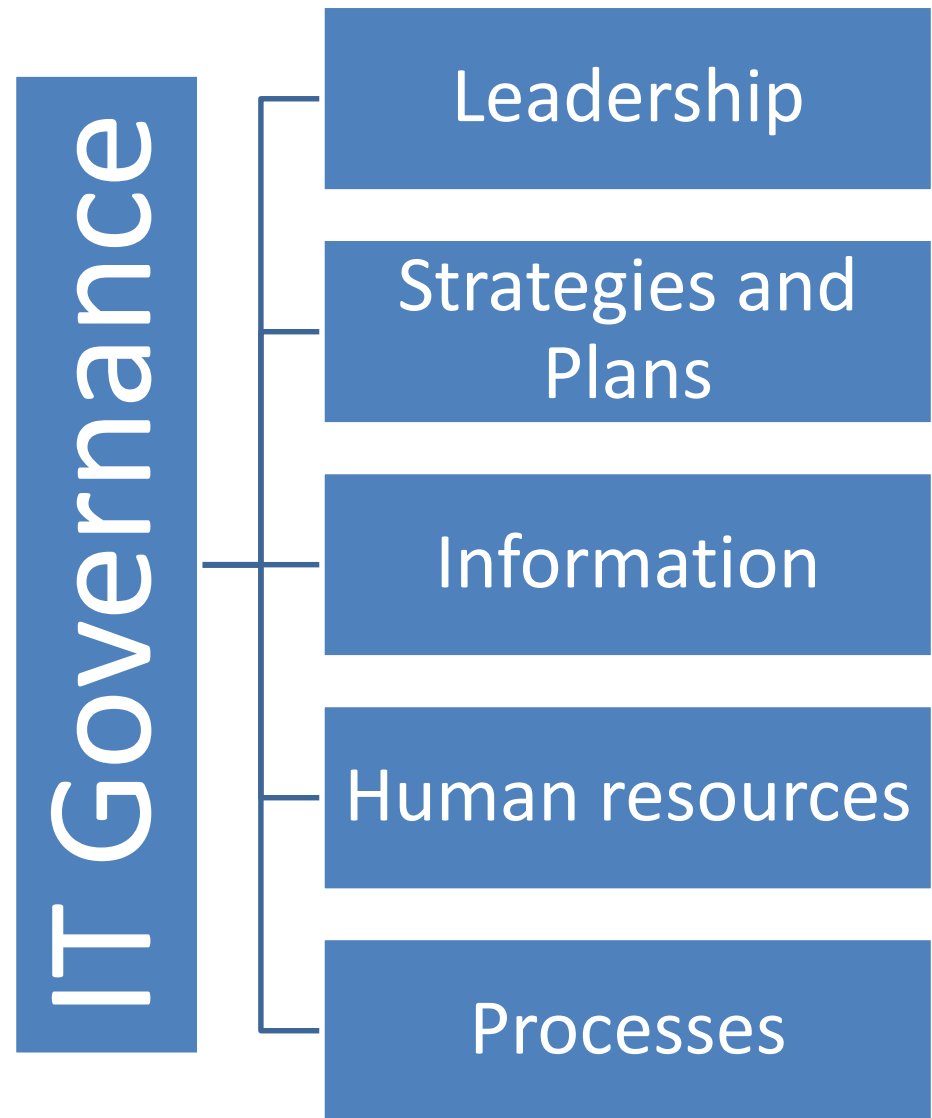 IT Governance
Leadership
Strategies and
Plans
Information
Human resources
Processes